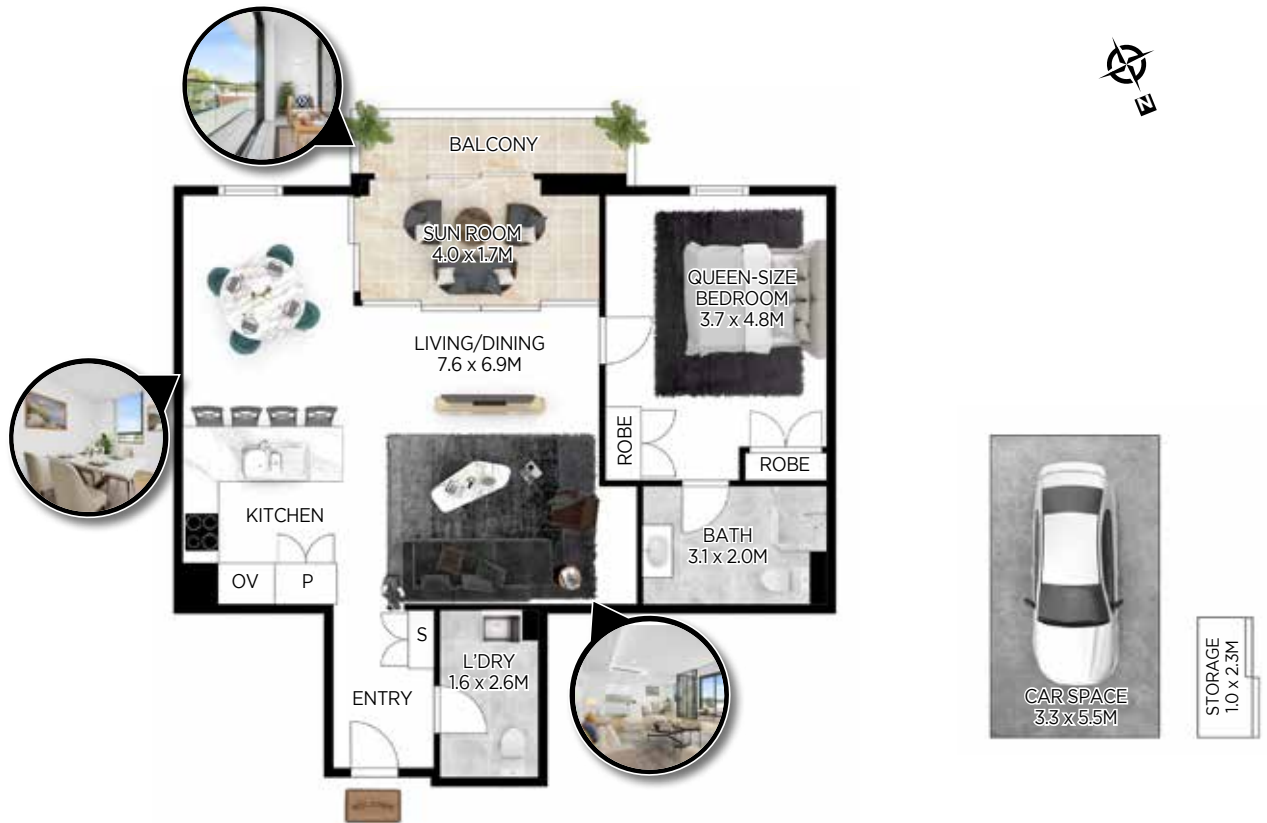 N
BALCONY
SUN ROOM
4.0 x 1.7M
QUEEN-SIZE
BEDROOM
3.7 x 4.8M
LIVING/DINING
7.6 x 6.9M
ROBE
ROBE
KITCHEN
BATH
3.1 x 2.0M
OV
P
S
L'DRY
1.6 x 2.6M
ENTRY
WELCOME
CAR SPACE
3.3 x 5.5M
STORAGE
1.0 x 2.3M